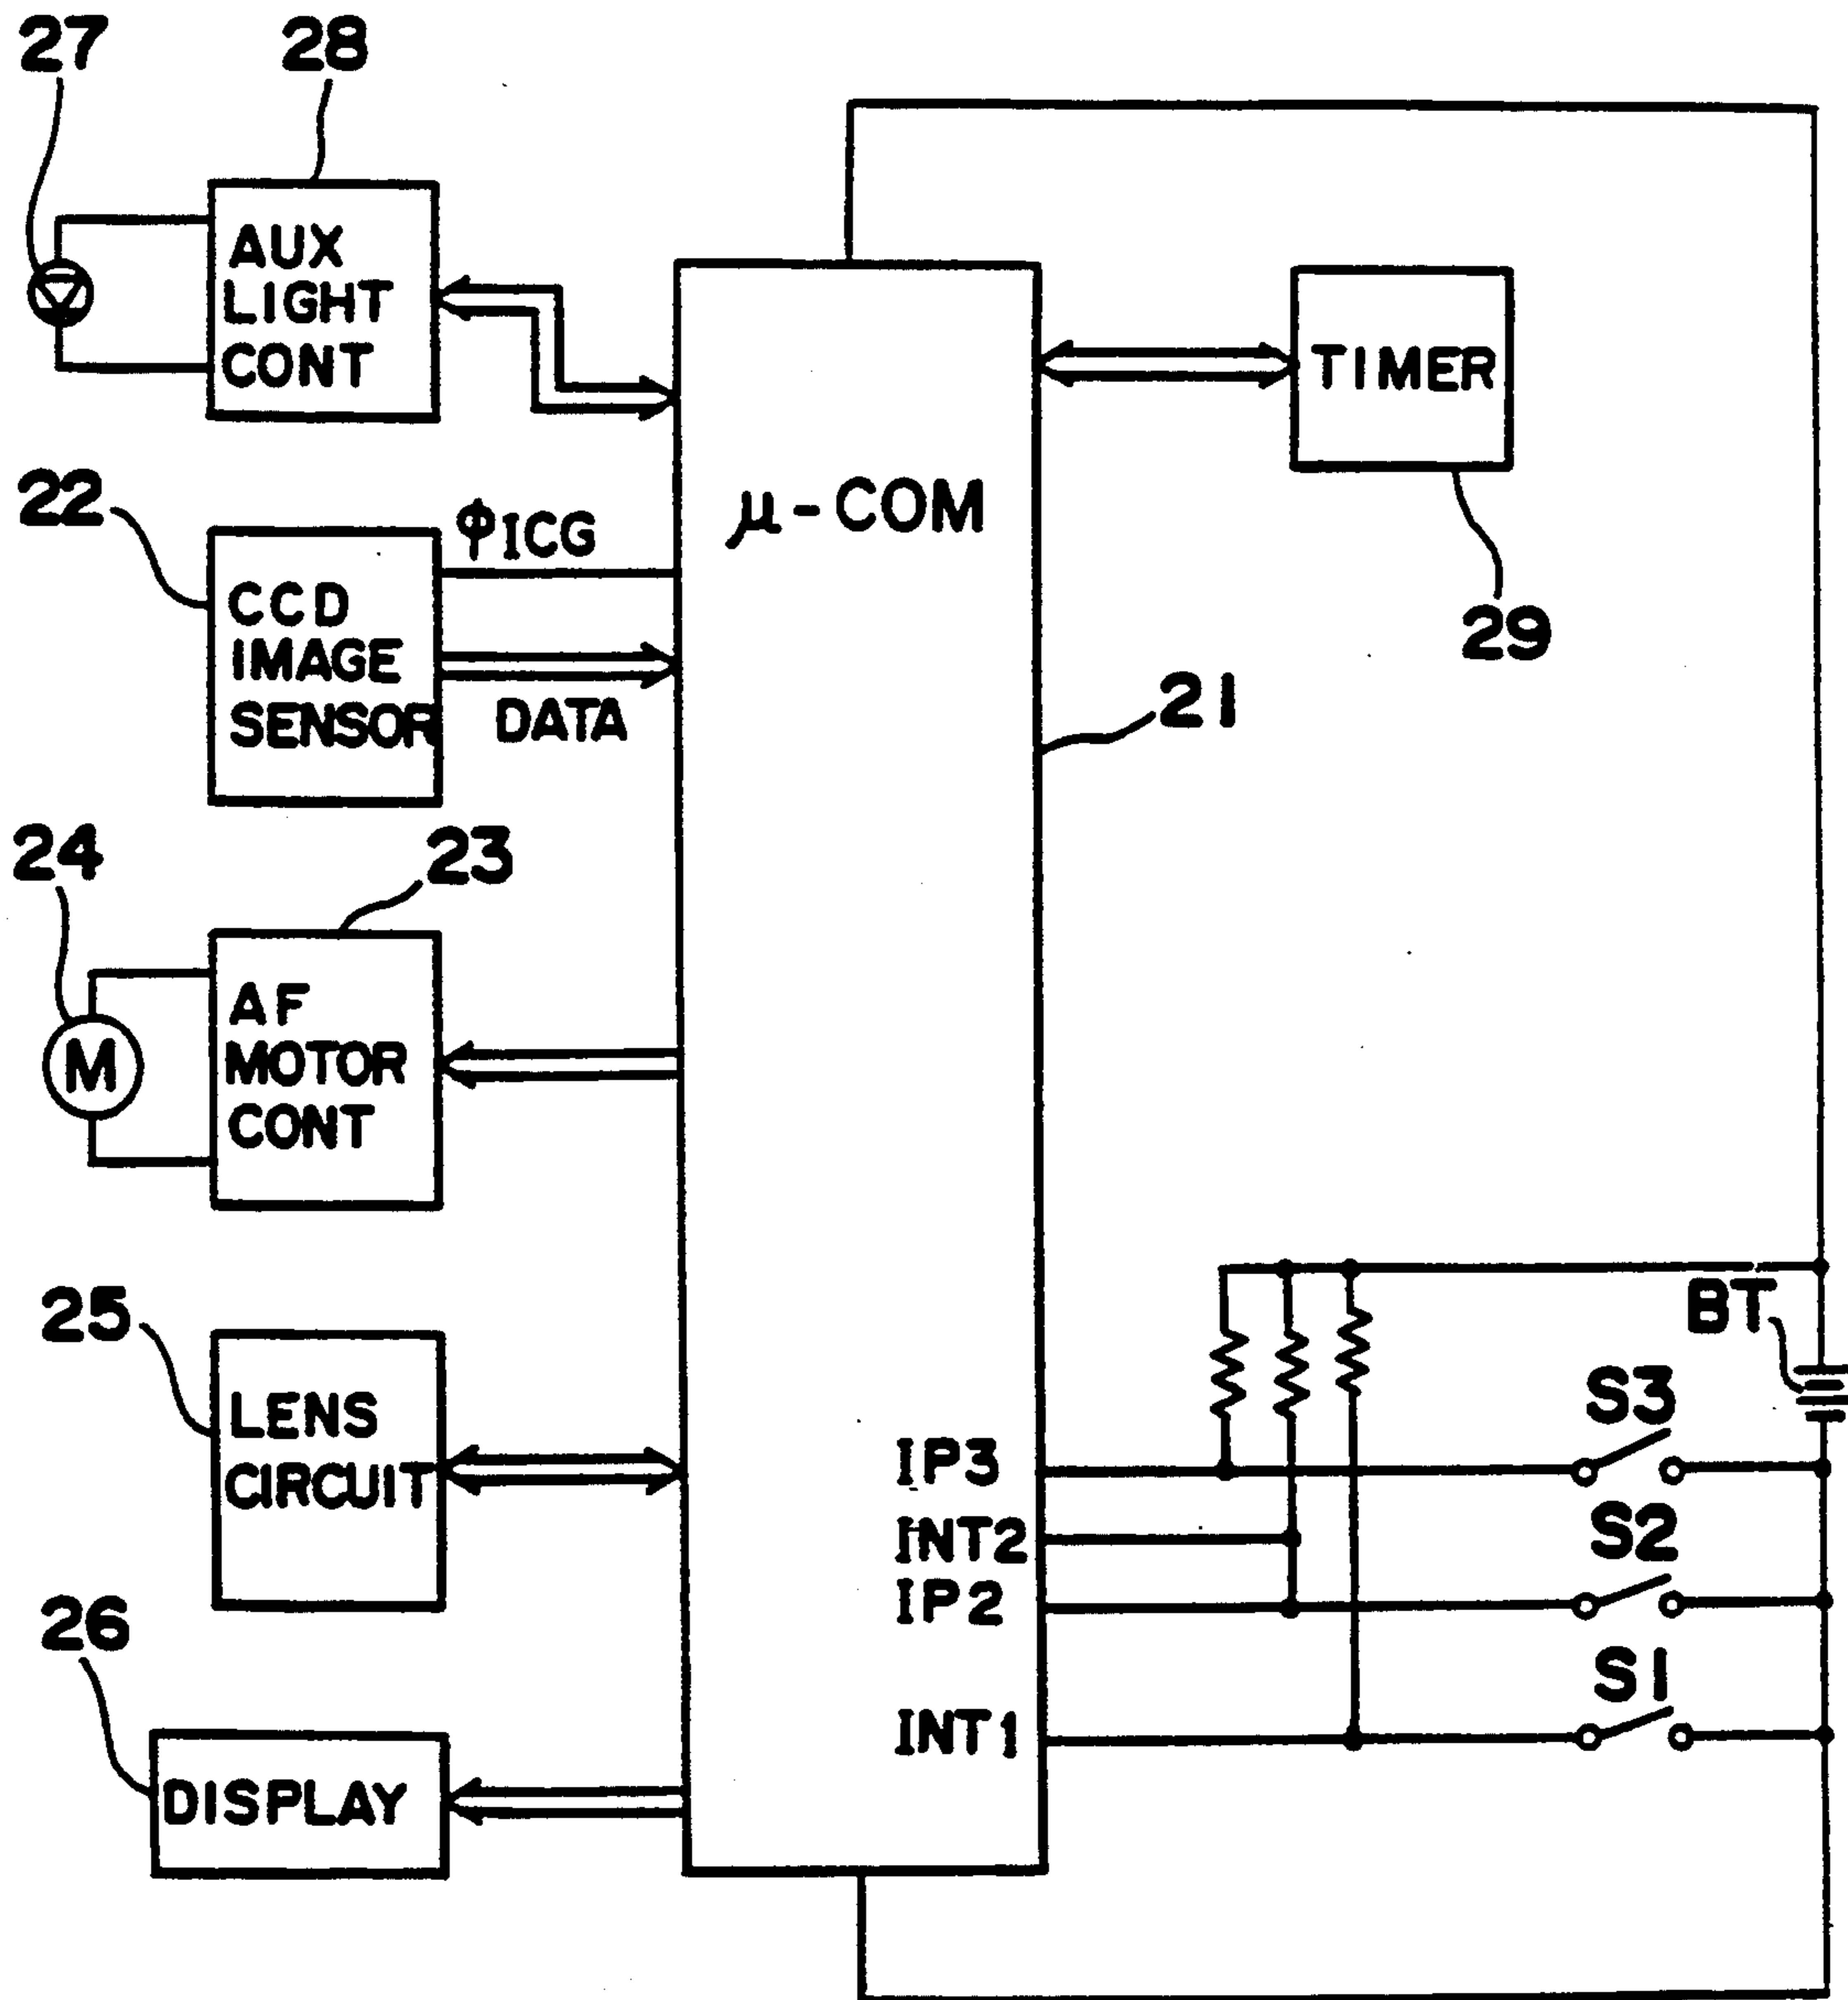 27
28
AUX
LIGHT
CONT
TIMER
22
μ-COM
ΦICG
CCD
IMAGE
SENSOR
DATA
29
21
24
23
AF
MOTOR
CONT
M
25
BT
LENS
CIRCUIT
S3
IP3
INT2
S2
IP2
26
S1
INT1
DISPLAY